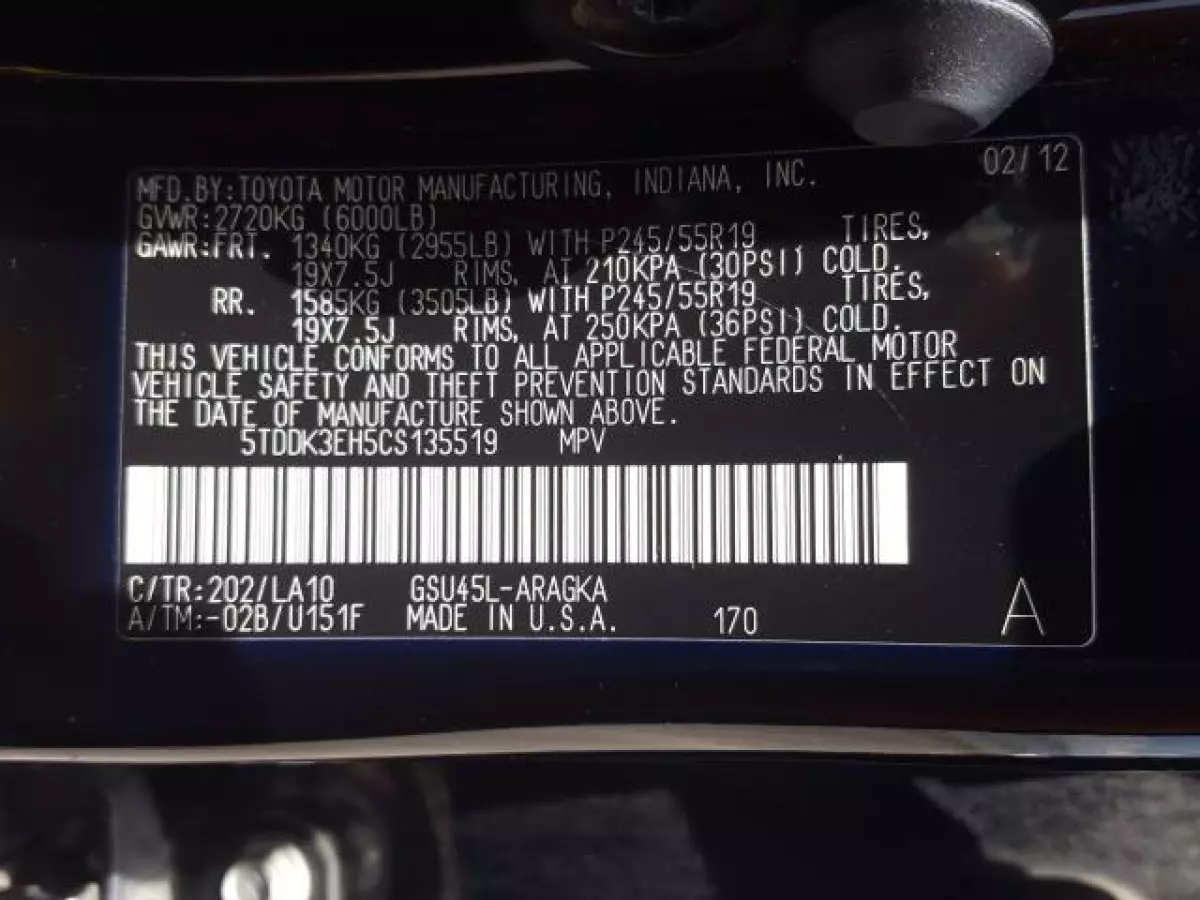 02/12
MFD.BY:TOYOTA MOTOR MANUFACTURING, INDIANA, INC.
GVWR:2720KG (6000LB)
GAWR:FRT. 1340KG (2955LB) WITH P245/55R19 TIRES,
19X7.5J RIMS, AT 210KPA (30PSI) COLD.
RR. 1585KG (3505LB) WITH P245/55R19 TIRES,
19X7.5J RIMS, AT 250KPA (36PSI) COLD.
THIS VEHICLE CONFORMS TO ALL APPLICABLE FEDERAL MOTOR
VEHICLE SAFETY AND THEFT PREVENTION STANDARDS IN EFFECT ON
THE DATE OF MANUFACTURE SHOWN ABOVE.
5TDDK3EH5CS135519 MPV
C/TR:202/LA10 GSU45L-ARAGKA
A/TM:-02B/U151F MADE IN U.S.A. 170 A